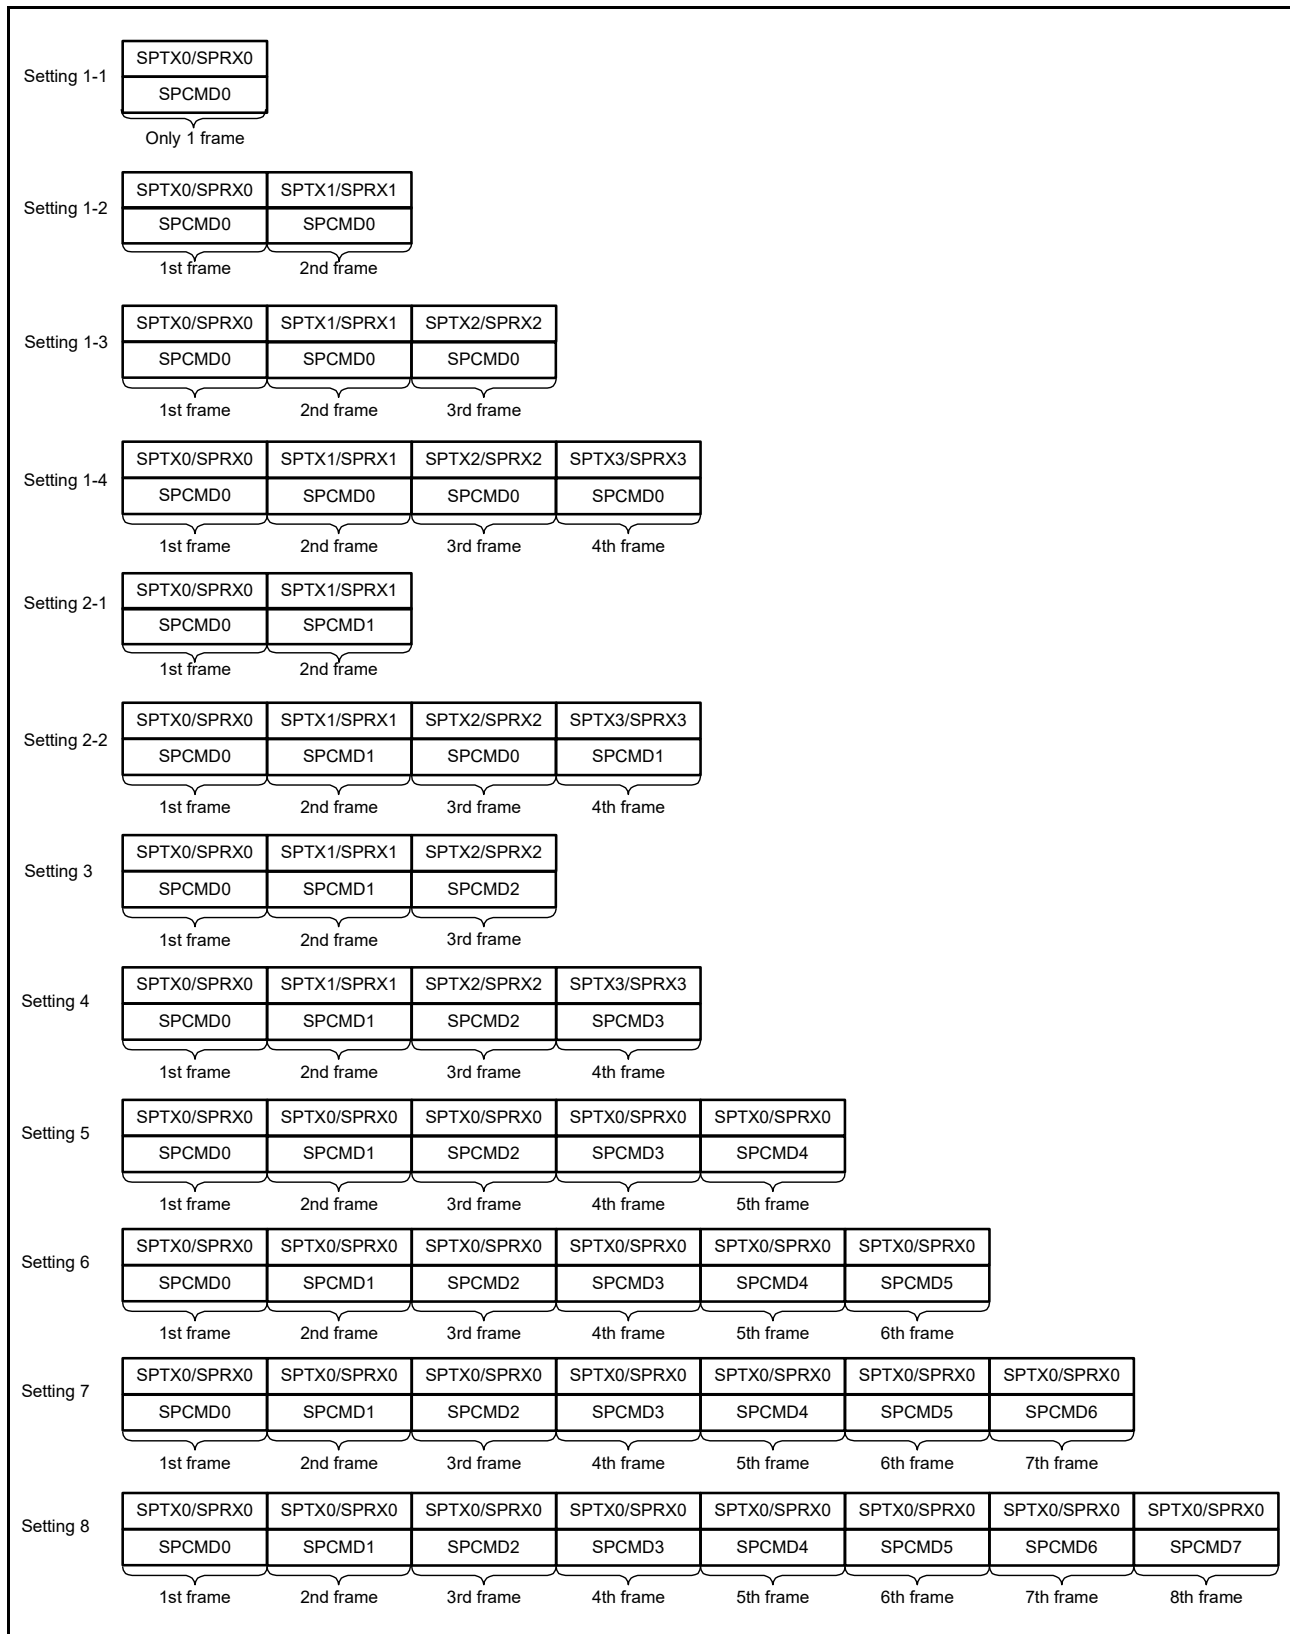 Setting 1-1
SPTX0/SPRX0
SPCMD0
Only 1 frame
Setting 1-2
SPTX0/SPRX0 SPTX1/SPRX1
SPCMD0 SPCMD0
1st frame 2nd frame
Setting 1-3
SPTX0/SPRX0 SPTX1/SPRX1 SPTX2/SPRX2
SPCMD0 SPCMD0 SPCMD0
1st frame 2nd frame 3rd frame
Setting 1-4
SPTX0/SPRX0 SPTX1/SPRX1 SPTX2/SPRX2 SPTX3/SPRX3
SPCMD0 SPCMD0 SPCMD0 SPCMD0
1st frame 2nd frame 3rd frame 4th frame
Setting 2-1
SPTX0/SPRX0 SPTX1/SPRX1
SPCMD0 SPCMD1
1st frame 2nd frame
Setting 2-2
SPTX0/SPRX0 SPTX1/SPRX1 SPTX2/SPRX2 SPTX3/SPRX3
SPCMD0 SPCMD1 SPCMD0 SPCMD1
1st frame 2nd frame 3rd frame 4th frame
Setting 3
SPTX0/SPRX0 SPTX1/SPRX1 SPTX2/SPRX2
SPCMD0 SPCMD1 SPCMD2
1st frame 2nd frame 3rd frame
Setting 4
SPTX0/SPRX0 SPTX1/SPRX1 SPTX2/SPRX2 SPTX3/SPRX3
SPCMD0 SPCMD1 SPCMD2 SPCMD3
1st frame 2nd frame 3rd frame 4th frame
Setting 5
SPTX0/SPRX0 SPTX0/SPRX0 SPTX0/SPRX0 SPTX0/SPRX0 SPTX0/SPRX0
SPCMD0 SPCMD1 SPCMD2 SPCMD3 SPCMD4
1st frame 2nd frame 3rd frame 4th frame 5th frame
Setting 6
SPTX0/SPRX0 SPTX0/SPRX0 SPTX0/SPRX0 SPTX0/SPRX0 SPTX0/SPRX0 SPTX0/SPRX0
SPCMD0 SPCMD1 SPCMD2 SPCMD3 SPCMD4 SPCMD5
1st frame 2nd frame 3rd frame 4th frame 5th frame 6th frame
Setting 7
SPTX0/SPRX0 SPTX0/SPRX0 SPTX0/SPRX0 SPTX0/SPRX0 SPTX0/SPRX0 SPTX0/SPRX0 SPTX0/SPRX0
SPCMD0 SPCMD1 SPCMD2 SPCMD3 SPCMD4 SPCMD5 SPCMD6
1st frame 2nd frame 3rd frame 4th frame 5th frame 6th frame 7th frame
Setting 8
SPTX0/SPRX0 SPTX0/SPRX0 SPTX0/SPRX0 SPTX0/SPRX0 SPTX0/SPRX0 SPTX0/SPRX0 SPTX0/SPRX0 SPTX0/SPRX0
SPCMD0 SPCMD1 SPCMD2 SPCMD3 SPCMD4 SPCMD5 SPCMD6 SPCMD7
1st frame 2nd frame 3rd frame 4th frame 5th frame 6th frame 7th frame 8th frame